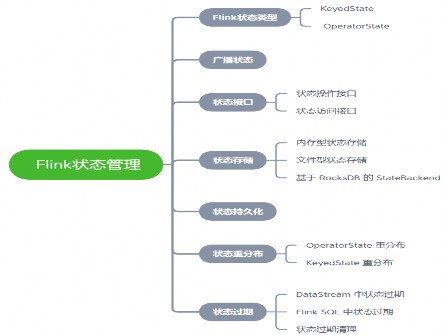 Flink状态管理
Flink状态类型
KeyedState
OperatorState
广播状态
状态接口
状态操作接口
状态访问接口
状态存储
内存型状态存储
文件型状态存储
基于 RocksDB 的 StateBackend
状态持久化
状态重分布
OperatorState 重分布
KeyedState 重分布
状态过期
DataStream 中状态过期
Flink SQL 中状态过期
状态过期清理